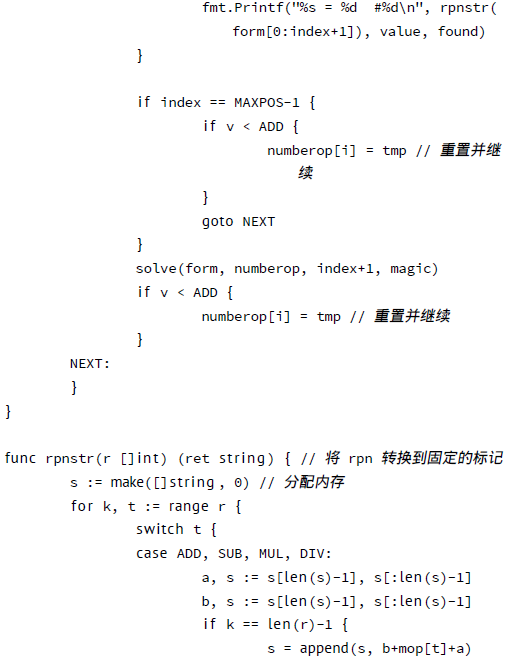 fmt.Printf("%s = %d  #%d\n", rpnstr(
form[0:index+1]), value, found)
}
if index == MAXPOS-1 {
if v < ADD {
numberop[i] = tmp // 重置并继
续
}
goto NEXT
}
solve(form, numberop, index+1, magic)
if v < ADD {
numberop[i] = tmp // 重置并继续
}
NEXT:
}
}
func rpnstr(r []int) (ret string) { // 将 rpn 转换到固定的标记
s := make([]string, 0) // 分配内存
for k, t := range r {
switch t {
case ADD, SUB, MUL, DIV:
a, s := s[len(s)-1], s[:len(s)-1]
b, s := s[len(s)-1], s[:len(s)-1]
if k == len(r)-1 {
s = append(s, b+mop[t]+a)